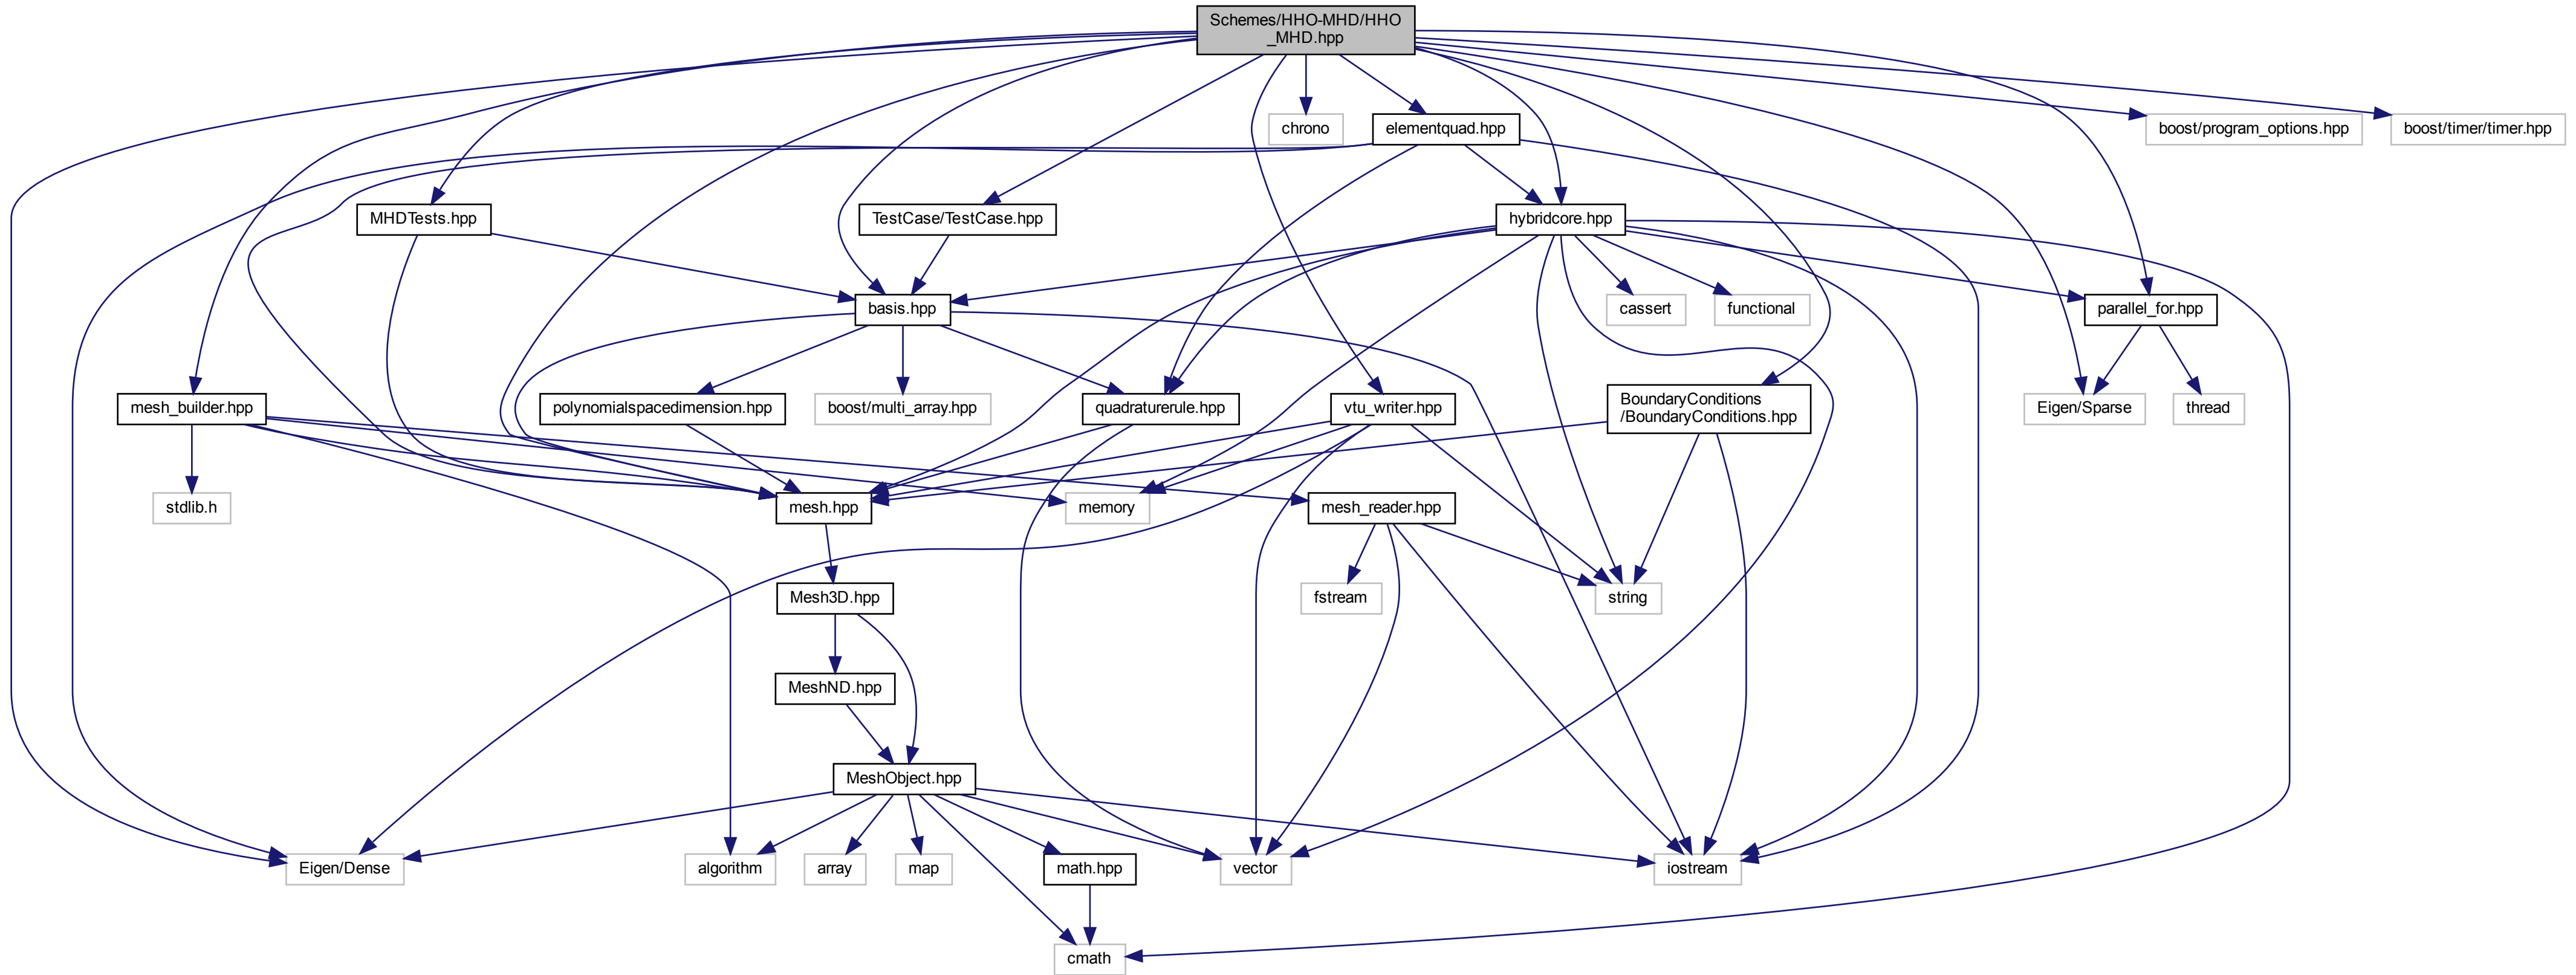 Schemes/HHO-MHD/HHO
_MHD.hpp
chrono
elementquad.hpp
boost/program_options.hpp
boost/timer/timer.hpp
MHDTests.hpp
TestCase/TestCase.hpp
hybridcore.hpp
basis.hpp
cassert
functional
parallel_for.hpp
mesh_builder.hpp
polynomialspacedimension.hpp
boost/multi_array.hpp
quadraturerule.hpp
vtu_writer.hpp
BoundaryConditions
/BoundaryConditions.hpp
Eigen/Sparse
thread
stdlib.h
mesh.hpp
memory
mesh_reader.hpp
Mesh3D.hpp
fstream
string
MeshND.hpp
MeshObject.hpp
Eigen/Dense
algorithm
array
map
math.hpp
vector
iostream
cmath